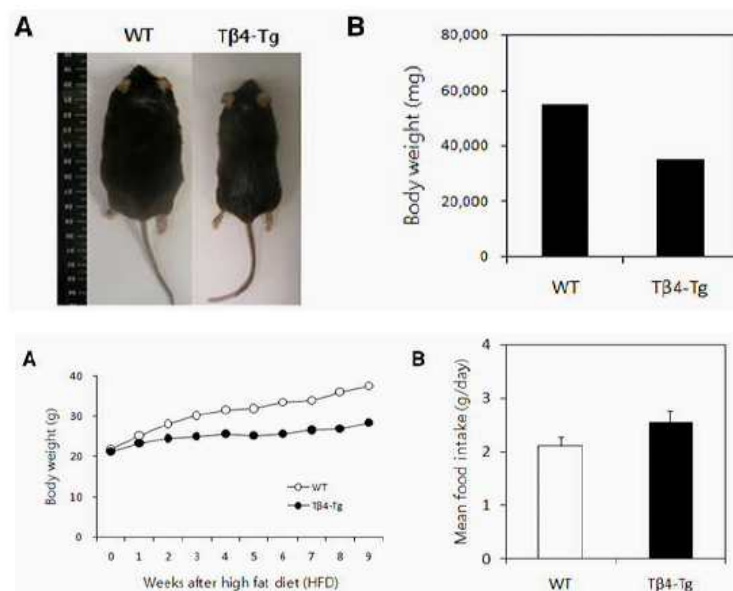 A
WT
Tβ4-Tg
B
Body weight (mg)
80,000
60,000
40,000
20,000
0
WT
Tβ4-Tg
A
Body weight (g)
40
30
20
10
0
WT
Tβ4-Tg
0 1 2 3 4 5 6 7 8 9
Weeks after high fat diet (HFD)
B
Mean food intake (g/day)
4
3
2
1
0
WT
Tβ4-Tg